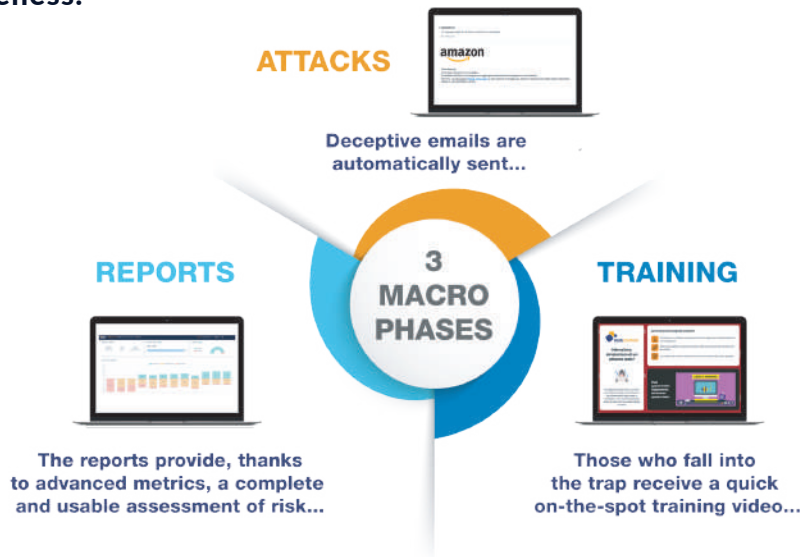 ATTACKS
amazon
Deceptive emails are
automatically sent...
3
MACRO
PHASES
REPORTS
TRAINING
The reports provide, thanks
to advanced metrics, a complete
and usable assessment of risk...
Those who fall into
the trap receive a quick
on-the-spot training video...